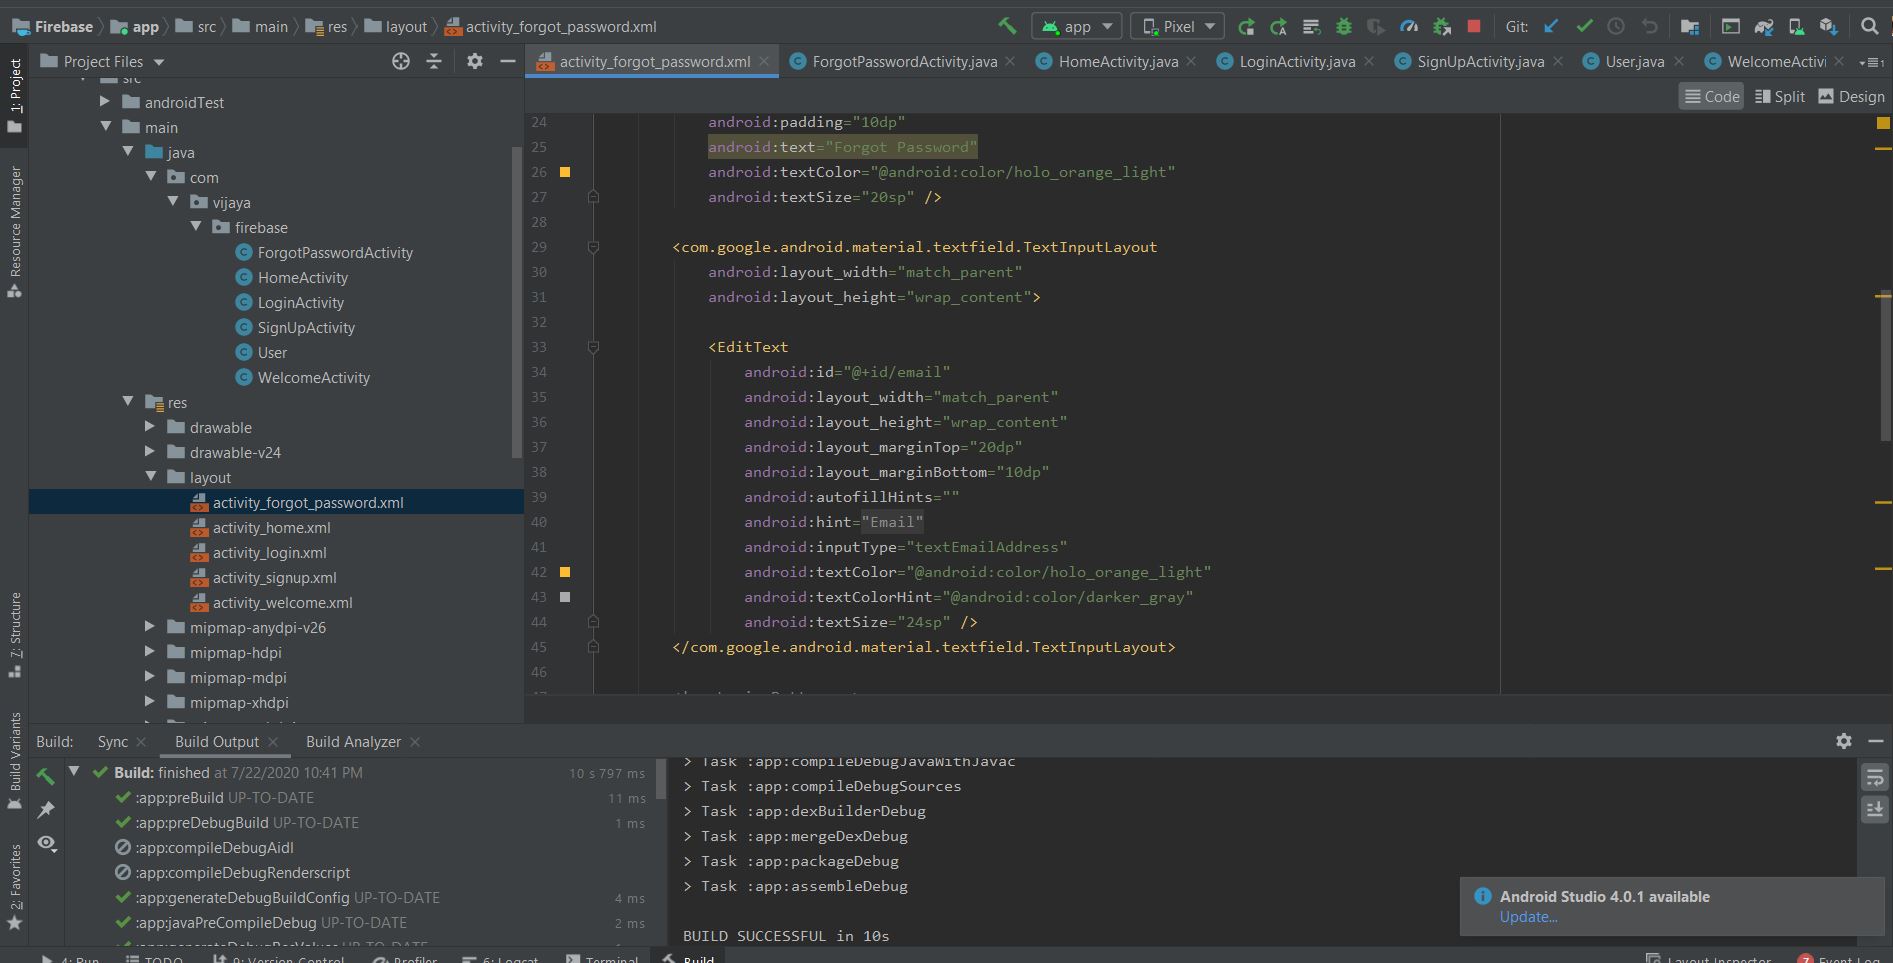 Firebase app src main res layout activity_forgot_password.xml app Pixel Git:
1: Project
Resource Manager
7: Structure
Build Variants
2: Favorites
Project Files
src
androidTest
main
java
com
vijaya
firebase
ForgotPasswordActivity
HomeActivity
LoginActivity
SignUpActivity
User
WelcomeActivity
res
drawable
drawable-v24
layout
activity_forgot_password.xml
activity_home.xml
activity_login.xml
activity_signup.xml
activity_welcome.xml
mipmap-anydpi-v26
mipmap-hdpi
mipmap-mdpi
mipmap-xhdpi
activity_forgot_password.xml ForgotPasswordActivity.java HomeActivity.java LoginActivity.java SignUpActivity.java User.java WelcomeActivi
Code Split Design
24 android:padding="10dp"
25 android:text="Forgot Password"
26 android:textColor="@android:color/holo_orange_light"
27 android:textSize="20sp" />
28
29 <com.google.android.material.textfield.TextInputLayout
30 android:layout_width="match_parent"
31 android:layout_height="wrap_content">
32
33 <EditText
34 android:id="@+id/email"
35 android:layout_width="match_parent"
36 android:layout_height="wrap_content"
37 android:layout_marginTop="20dp"
38 android:layout_marginBottom="10dp"
39 android:autofillHints=""
40 android:hint="Email"
41 android:inputType="textEmailAddress"
42 android:textColor="@android:color/holo_orange_light"
43 android:textColorHint="@android:color/darker_gray"
44 android:textSize="24sp" />
45 </com.google.android.material.textfield.TextInputLayout>
46
Build: Sync Build Output Build Analyzer
Build: finished at 7/22/2020 10:41 PM 10 s 797 ms
:app:preBuild UP-TO-DATE 11 ms
:app:preDebugBuild UP-TO-DATE 1 ms
:app:compileDebugAidl
:app:compileDebugRenderscript
:app:generateDebugBuildConfig UP-TO-DATE 4 ms
:app:javaPreCompileDebug UP-TO-DATE 2 ms
:app:generateDebugResValues UP-TO-DATE
> Task :app:compileDebugJavaWithJavac
> Task :app:compileDebugSources
> Task :app:dexBuilderDebug
> Task :app:mergeDexDebug
> Task :app:packageDebug
> Task :app:assembleDebug
BUILD SUCCESSFUL in 10s
Android Studio 4.0.1 available
Update...
4: Run TODO 9: Version Control Profiler 6: Logcat Terminal Build Layout Inspector 7 Event Log